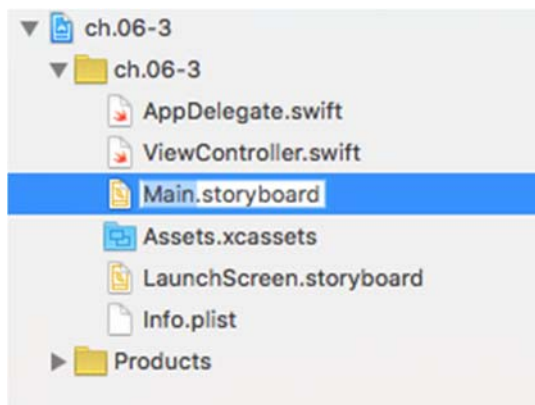 ch.06-3
ch.06-3
AppDelegate.swift
ViewController.swift
Main.storyboard
Assets.xcassets
LaunchScreen.storyboard
Info.plist
Products